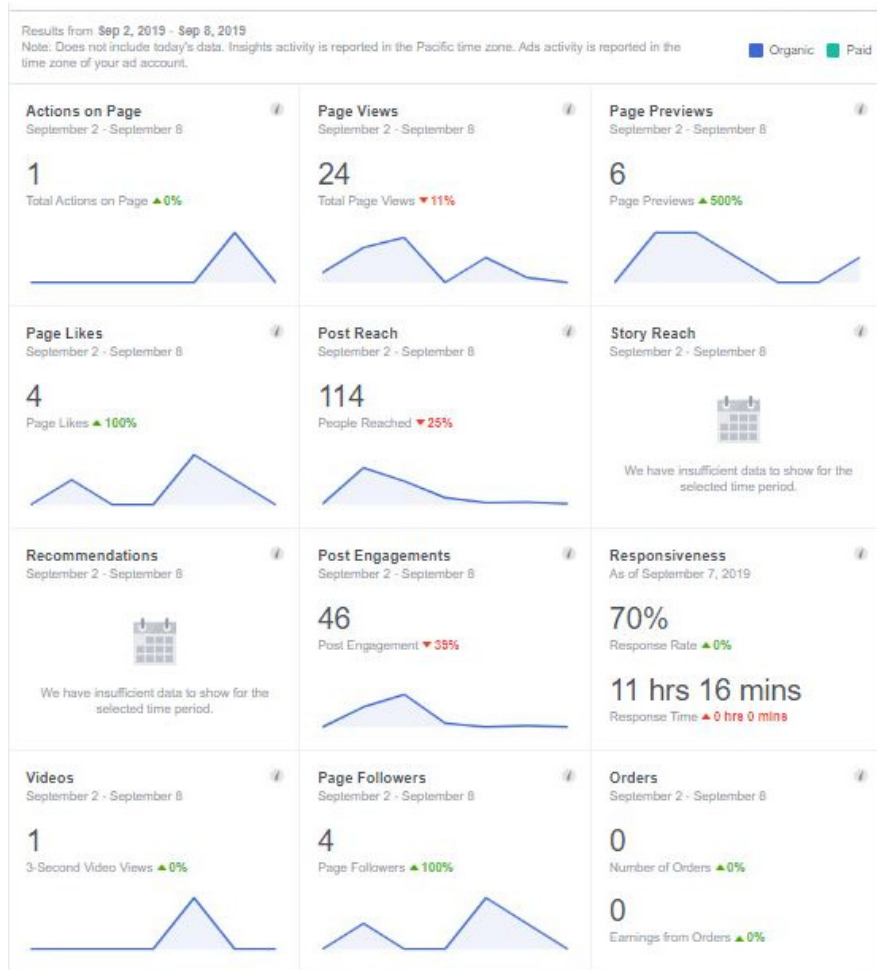 Results from Sep 2, 2019 - Sep 8, 2019
Note: Does not include today's data. Insights activity is reported in the Pacific time zone. Ads activity is reported in the
time zone of your ad account.
Organic Paid
Actions on Page
September 2 - September 8
1
Total Actions on Page ▲0%
Page Views
September 2 - September 8
24
Total Page Views ▼11%
Page Previews
September 2 - September 8
6
Page Previews ▲500%
Page Likes
September 2 - September 8
4
Page Likes ▲100%
Post Reach
September 2 - September 8
114
People Reached ▼25%
Story Reach
September 2 - September 8
We have insufficient data to show for the
selected time period.
Recommendations
September 2 - September 8
We have insufficient data to show for the
selected time period.
Post Engagements
September 2 - September 8
46
Post Engagement ▼35%
Responsiveness
As of September 7, 2019
70%
Response Rate ▲0%
11 hrs 16 mins
Response Time ▲0 hrs 0 mins
Videos
September 2 - September 8
1
3-Second Video Views ▲0%
Page Followers
September 2 - September 8
4
Page Followers ▲100%
Orders
September 2 - September 8
0
Number of Orders ▲0%
0
Earnings from Orders ▲0%